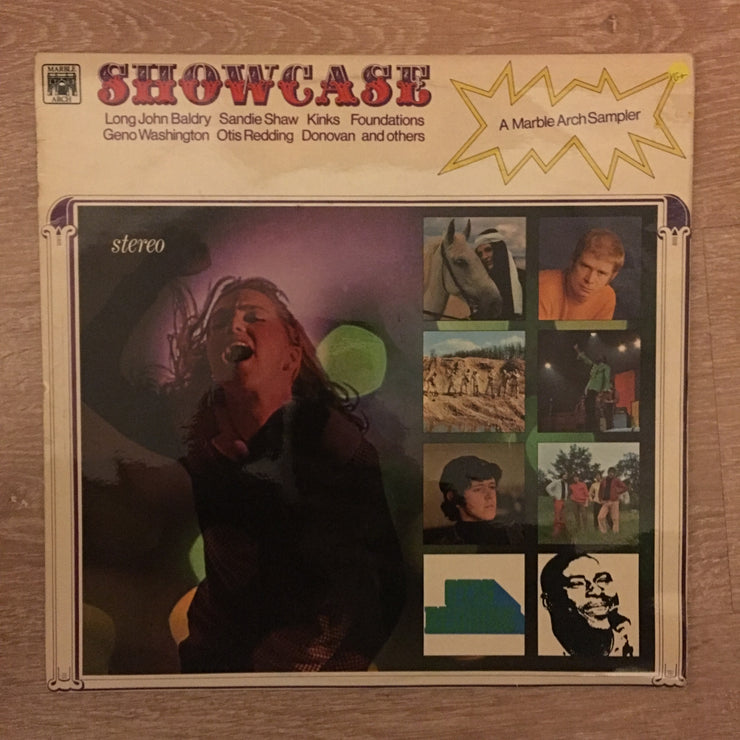 MARBLE
ARCH
SHOWCASE
Long John Baldry Sandie Shaw Kinks Foundations
Geno Washington Otis Redding Donovan and others
A Marble Arch Sampler
VG+
stereo